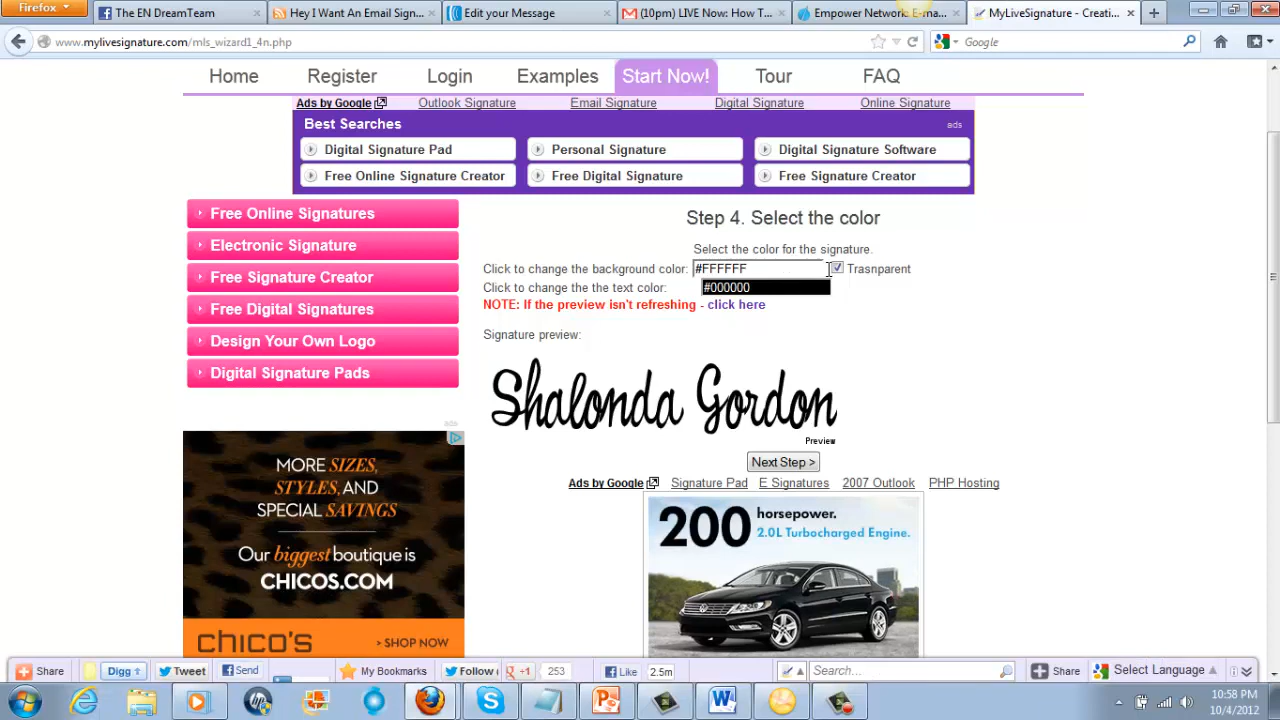 Firefox
The EN DreamTeam
Hey I Want An Email Sign...
Edit your Message
(10pm) LIVE Now: How T...
Empower Network E-ma...
MyLiveSignature - Creati...
www.mylivesignature.com/mls_wizard1_4n.php
Google
Home Register Login Examples Start Now! Tour FAQ
Ads by Google Outlook Signature Email Signature Digital Signature Online Signature
Best Searches ads
Digital Signature Pad Personal Signature Digital Signature Software
Free Online Signature Creator Free Digital Signature Free Signature Creator
Free Online Signatures
Electronic Signature
Free Signature Creator
Free Digital Signatures
Design Your Own Logo
Digital Signature Pads
Step 4. Select the color
Select the color for the signature.
Click to change the background color: #FFFFFF Trasnparent
Click to change the the text color: #000000
NOTE: If the preview isn't refreshing - click here
Signature preview:
Shalonda Gordon
Preview
Next Step >
Ads by Google Signature Pad E Signatures 2007 Outlook PHP Hosting
ads
MORE SIZES,
STYLES, AND
SPECIAL SAVINGS
Our biggest boutique is
CHICOS.COM
chico's
> SHOP NOW
200 horsepower.
2.0L Turbocharged Engine.
Share Digg Tweet Send My Bookmarks Follow +1 253 Like 2.5m Search... Share Select Language
10:58 PM
10/4/2012